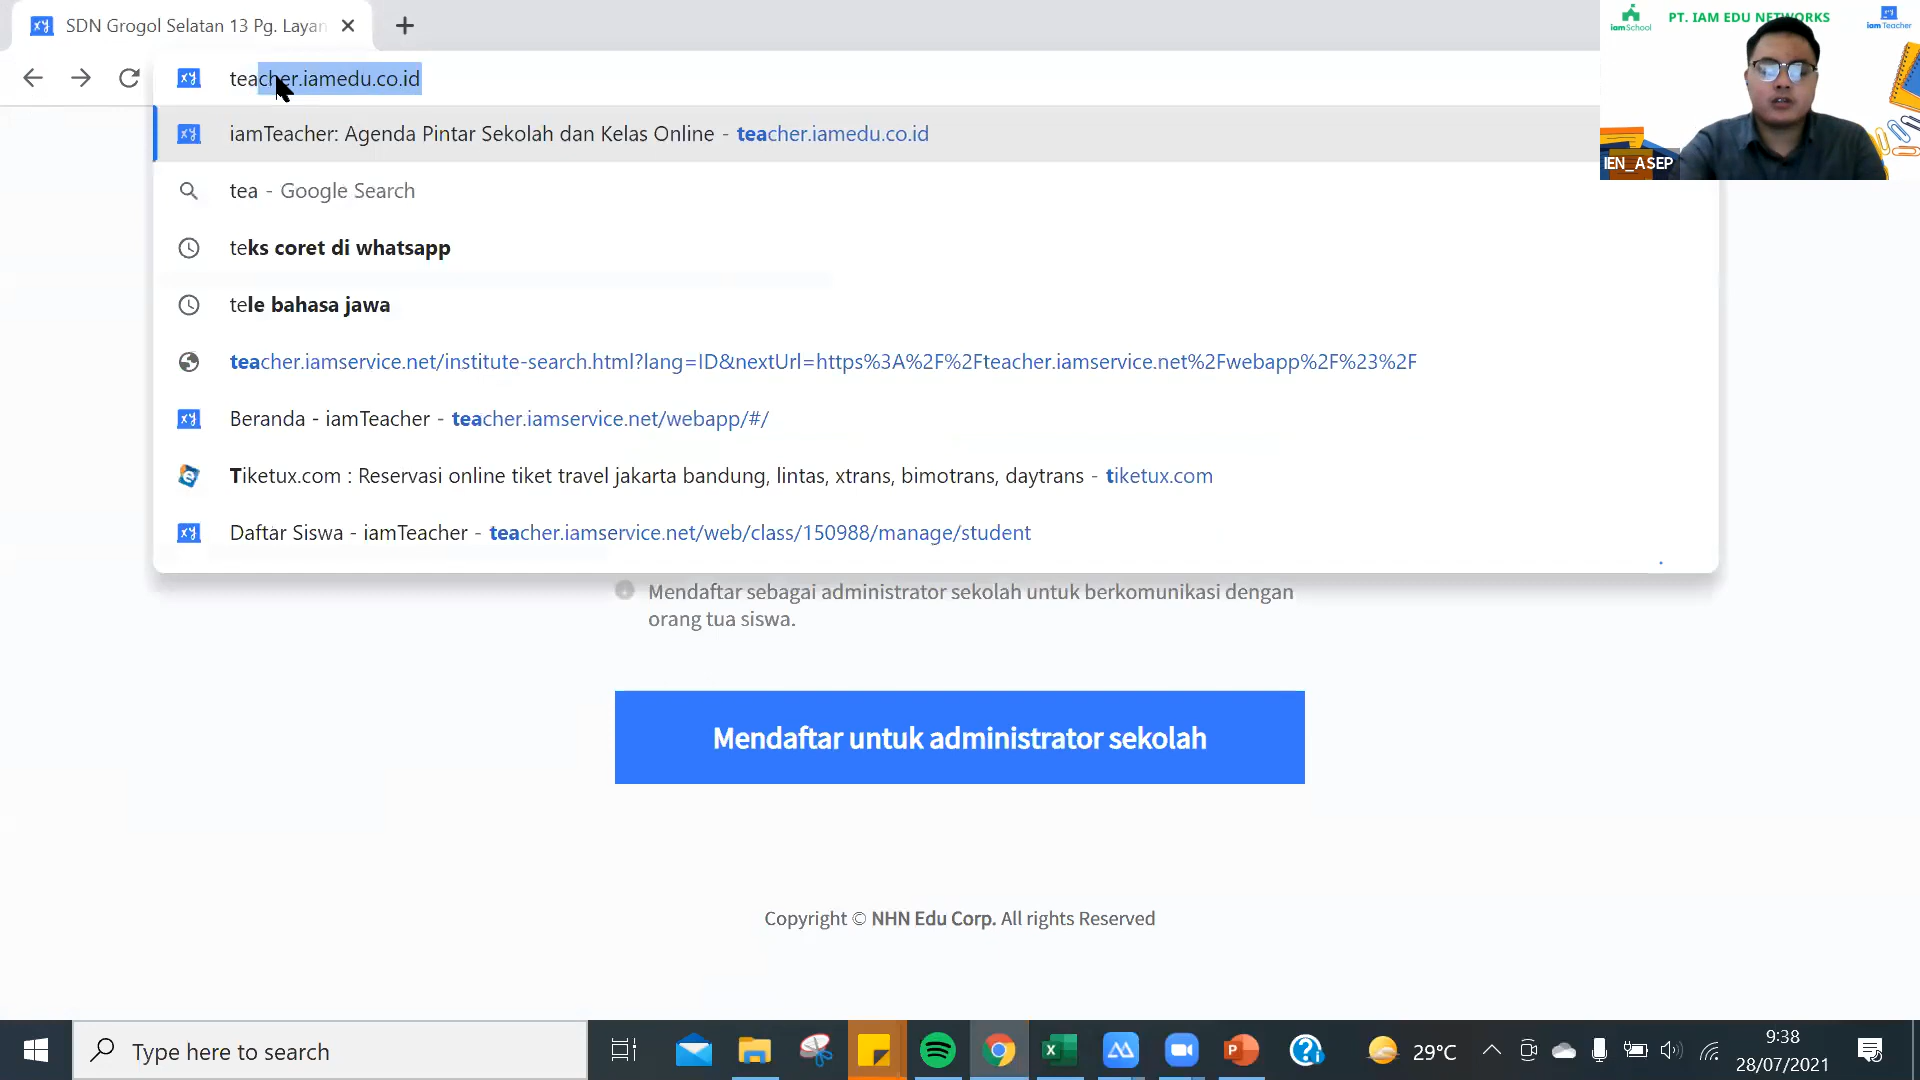 SDN Grogol Selatan 13 Pg. Layan
teacher.iamedu.co.id
iamTeacher: Agenda Pintar Sekolah dan Kelas Online - teacher.iamedu.co.id
tea - Google Search
teks coret di whatsapp
tele bahasa jawa
teacher.iamservice.net/institute-search.html?lang=ID&nextUrl=https%3A%2F%2Fteacher.iamservice.net%2Fwebapp%2F%23%2F
Beranda - iamTeacher - teacher.iamservice.net/webapp/#/
Tiketux.com : Reservasi online tiket travel jakarta bandung, lintas, xtrans, bimotrans, daytrans - tiketux.com
Daftar Siswa - iamTeacher - teacher.iamservice.net/web/class/150988/manage/student
iamSchool
PT. IAM EDU NETWORKS
iamTeacher
IEN_ASEP
Mendaftar sebagai administrator sekolah untuk berkomunikasi dengan
orang tua siswa.
Mendaftar untuk administrator sekolah
Copyright © NHN Edu Corp. All rights Reserved
Type here to search
29°C
9:38
28/07/2021